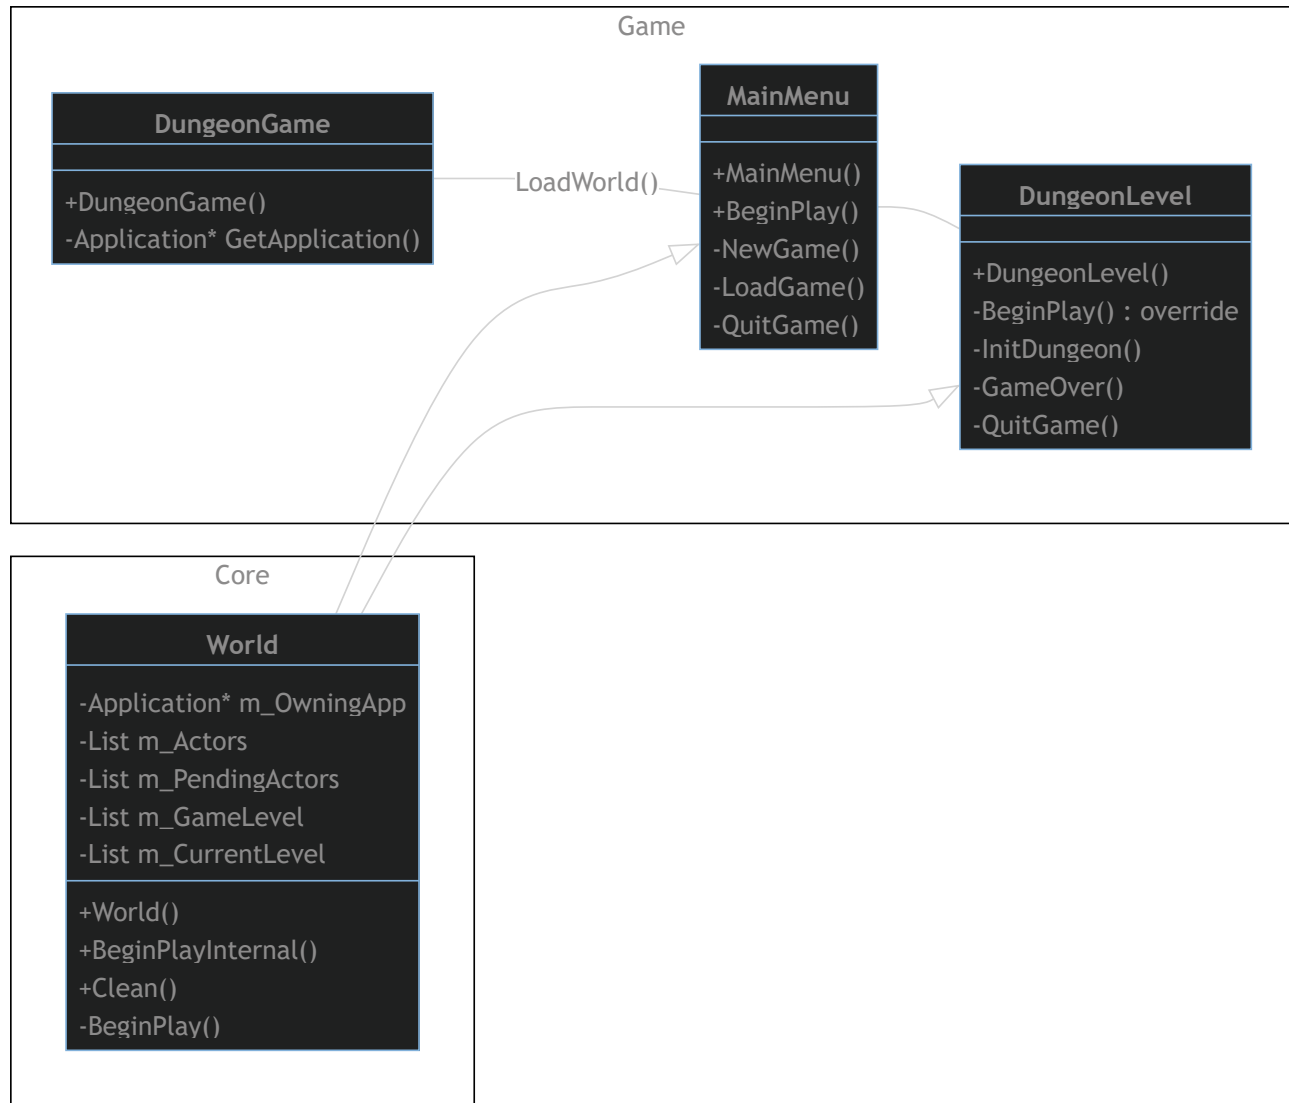 Game
DungeonGame
+DungeonGame()
-Application* GetApplication()
LoadWorld()
MainMenu
+MainMenu()
+BeginPlay()
-NewGame()
-LoadGame()
-QuitGame()
DungeonLevel
+DungeonLevel()
-BeginPlay() : override
-InitDungeon()
-GameOver()
-QuitGame()
Core
World
-Application* m_OwningApp
-List m_Actors
-List m_PendingActors
-List m_GameLevel
-List m_CurrentLevel
+World()
+BeginPlayInternal()
+Clean()
-BeginPlay()